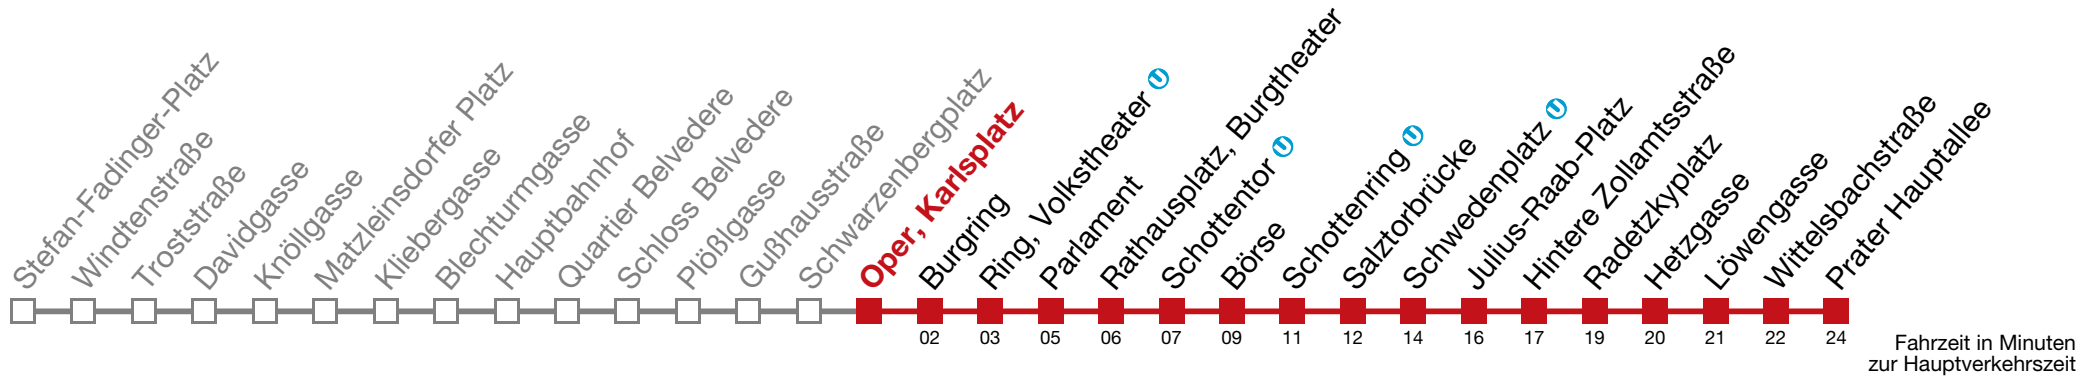 Stefan-Fadinger-Platz
Windtenstraße
Troststraße
Davidgasse
Knöllgasse
Matzleinsdorfer Platz
Kliebergasse
Blechturmgasse
Hauptbahnhof
Quartier Belvedere
Schloss Belvedere
Plößlgasse
Gußhausstraße
Schwarzenbergplatz
Oper, Karlsplatz
Burgring
Ring, Volkstheater U
Parlament
Rathausplatz, Burgtheater
Schottentor U
Börse
Schottenring U
Salztorbrücke
Schwedenplatz U
Julius-Raab-Platz
Hintere Zollamtsstraße
Radetzkyplatz
Hetzgasse
Löwengasse
Wittelsbachstraße
Prater Hauptallee
02 03 05 06 07 09 11 12 14 16 17 19 20 21 22 24
Fahrzeit in Minuten
zur Hauptverkehrszeit